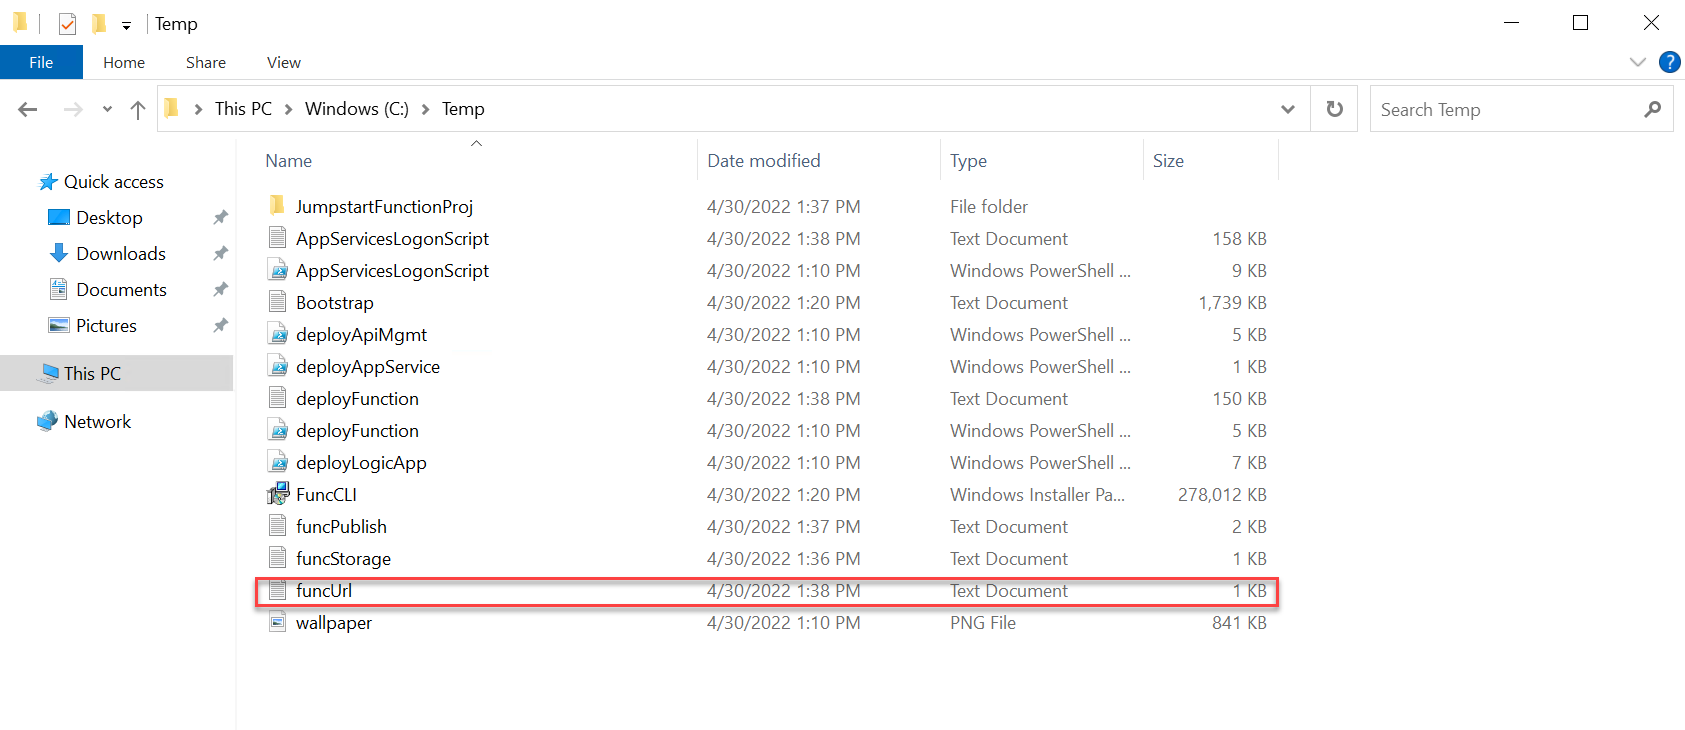 Temp
File Home Share View ?
This PC Windows (C:) Temp Search Temp
Name Date modified Type Size
Quick access
Desktop
Downloads
Documents
Pictures
This PC
Network
JumpstartFunctionProj 4/30/2022 1:37 PM File folder
AppServicesLogonScript 4/30/2022 1:38 PM Text Document 158 KB
AppServicesLogonScript 4/30/2022 1:10 PM Windows PowerShell ... 9 KB
Bootstrap 4/30/2022 1:20 PM Text Document 1,739 KB
deployApiMgmt 4/30/2022 1:10 PM Windows PowerShell ... 5 KB
deployAppService 4/30/2022 1:10 PM Windows PowerShell ... 1 KB
deployFunction 4/30/2022 1:38 PM Text Document 150 KB
deployFunction 4/30/2022 1:10 PM Windows PowerShell ... 5 KB
deployLogicApp 4/30/2022 1:10 PM Windows PowerShell ... 7 KB
FuncCLI 4/30/2022 1:20 PM Windows Installer Pa... 278,012 KB
funcPublish 4/30/2022 1:37 PM Text Document 2 KB
funcStorage 4/30/2022 1:36 PM Text Document 1 KB
funcUrl 4/30/2022 1:38 PM Text Document 1 KB
wallpaper 4/30/2022 1:10 PM PNG File 841 KB